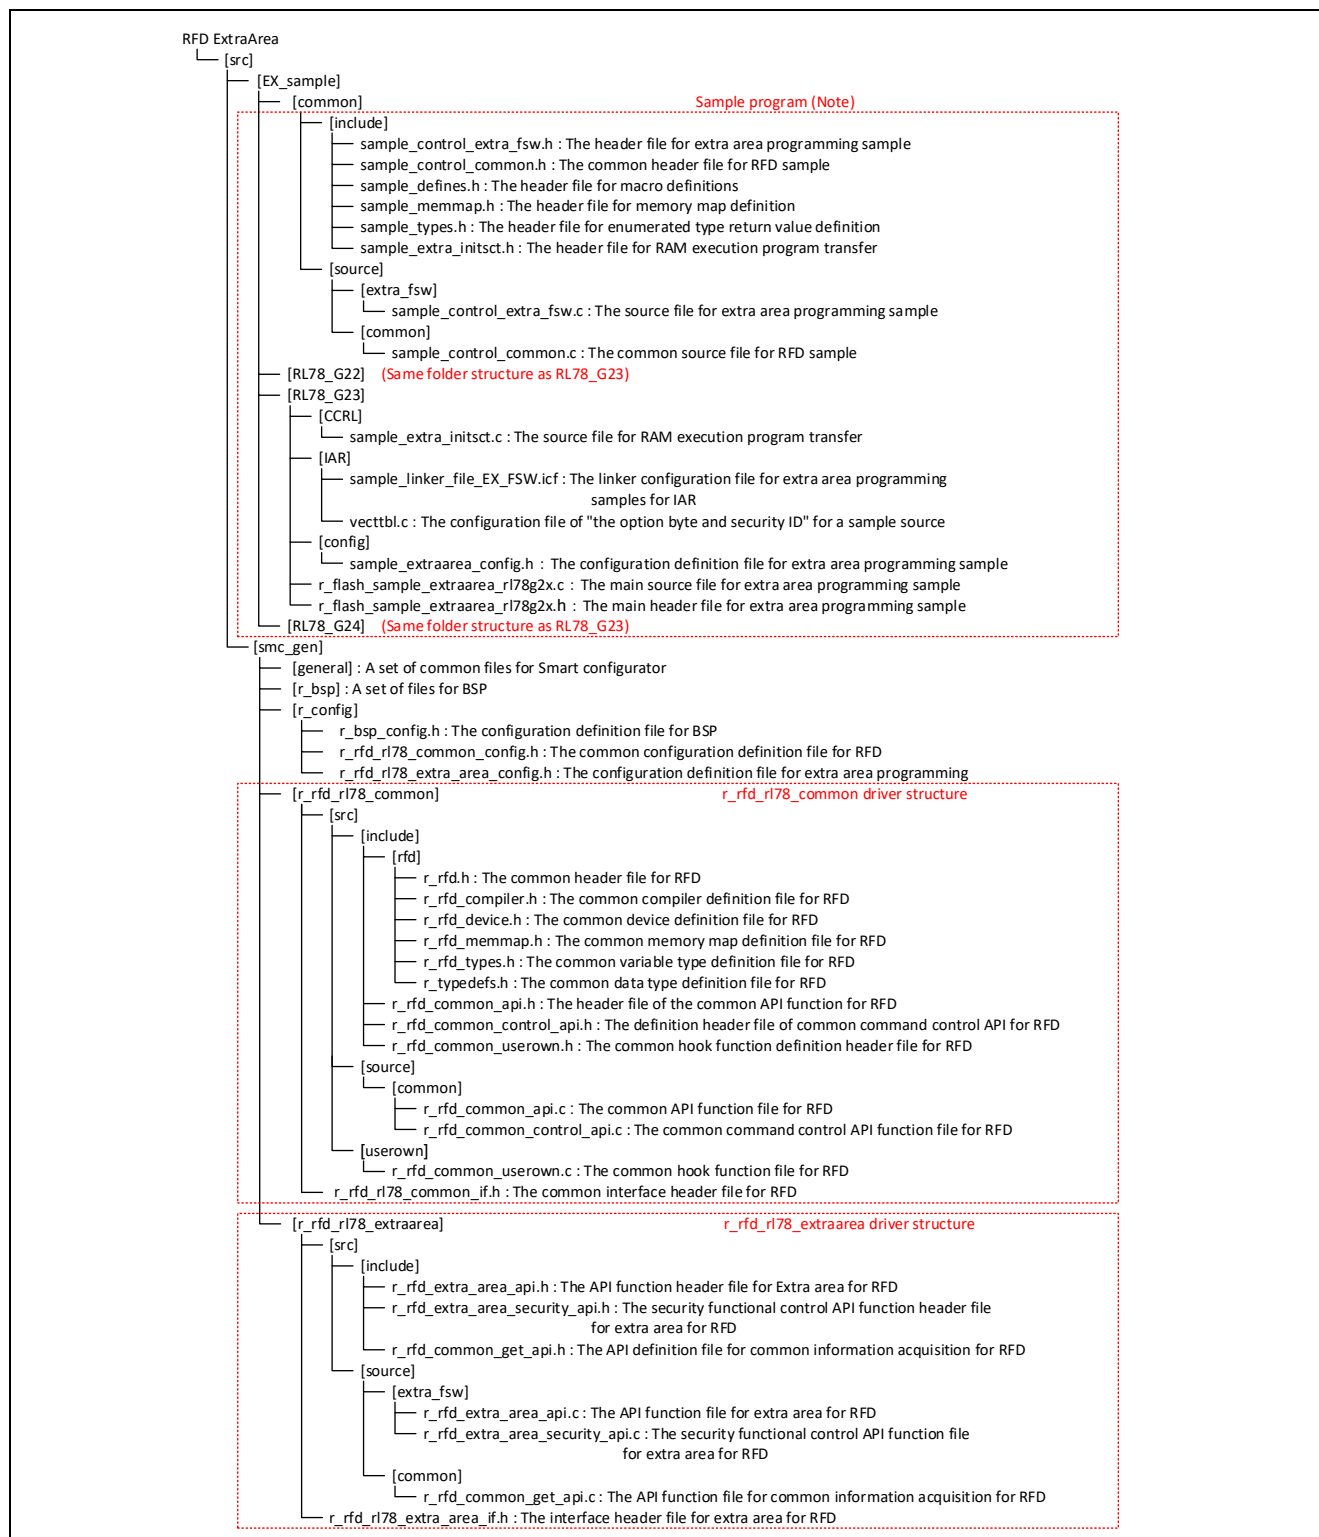 RFD ExtraArea
[src]
[EX_sample]
[common] Sample program (Note)
[include]
sample_control_extra_fsw.h : The header file for extra area programming sample
sample_control_common.h : The common header file for RFD sample
sample_defines.h : The header file for macro definitions
sample_memmap.h : The header file for memory map definition
sample_types.h : The header file for enumerated type return value definition
sample_extra_initsct.h : The header file for RAM execution program transfer
[source]
[extra_fsw]
sample_control_extra_fsw.c : The source file for extra area programming sample
[common]
sample_control_common.c : The common source file for RFD sample
[RL78_G22] (Same folder structure as RL78_G23)
[RL78_G23]
[CCRL]
sample_extra_initsct.c : The source file for RAM execution program transfer
[IAR]
sample_linker_file_EX_FSW.icf : The linker configuration file for extra area programming
samples for IAR
vecttbl.c : The configuration file of "the option byte and security ID" for a sample source
[config]
sample_extraarea_config.h : The configuration definition file for extra area programming sample
r_flash_sample_extraarea_rl78g2x.c : The main source file for extra area programming sample
r_flash_sample_extraarea_rl78g2x.h : The main header file for extra area programming sample
[RL78_G24] (Same folder structure as RL78_G23)
[smc_gen]
[general] : A set of common files for Smart configurator
[r_bsp] : A set of files for BSP
[r_config]
r_bsp_config.h : The configuration definition file for BSP
r_rfd_rl78_common_config.h : The common configuration definition file for RFD
r_rfd_rl78_extra_area_config.h : The configuration definition file for extra area programming
[r_rfd_rl78_common] r_rfd_rl78_common driver structure
[src]
[include]
[rfd]
r_rfd.h : The common header file for RFD
r_rfd_compiler.h : The common compiler definition file for RFD
r_rfd_device.h : The common device definition file for RFD
r_rfd_memmap.h : The common memory map definition file for RFD
r_rfd_types.h : The common variable type definition file for RFD
r_typedefs.h : The common data type definition file for RFD
r_rfd_common_api.h : The header file of the common API function for RFD
r_rfd_common_control_api.h : The definition header file of common command control API for RFD
r_rfd_common_userown.h : The common hook function definition header file for RFD
[source]
[common]
r_rfd_common_api.c : The common API function file for RFD
r_rfd_common_control_api.c : The common command control API function file for RFD
[userown]
r_rfd_common_userown.c : The common hook function file for RFD
r_rfd_rl78_common_if.h : The common interface header file for RFD
[r_rfd_rl78_extraarea] r_rfd_rl78_extraarea driver structure
[src]
[include]
r_rfd_extra_area_api.h : The API function header file for Extra area for RFD
r_rfd_extra_area_security_api.h : The security functional control API function header file
for extra area for RFD
r_rfd_common_get_api.h : The API definition file for common information acquisition for RFD
[source]
[extra_fsw]
r_rfd_extra_area_api.c : The API function file for extra area for RFD
r_rfd_extra_area_security_api.c : The security functional control API function file
for extra area for RFD
[common]
r_rfd_common_get_api.c : The API function file for common information acquisition for RFD
r_rfd_rl78_extra_area_if.h : The interface header file for extra area for RFD